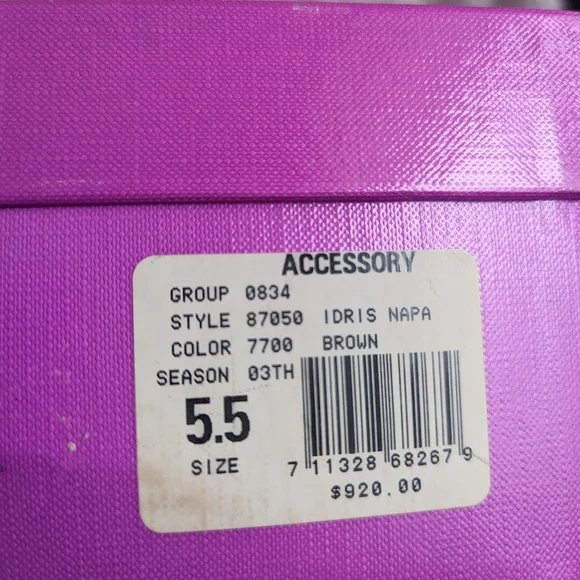 ACCESSORY
GROUP 0834
STYLE 87050 IDRIS NAPA
COLOR 7700 BROWN
SEASON 03TH
5.5
SIZE
7 11328 68267 9
$920.00